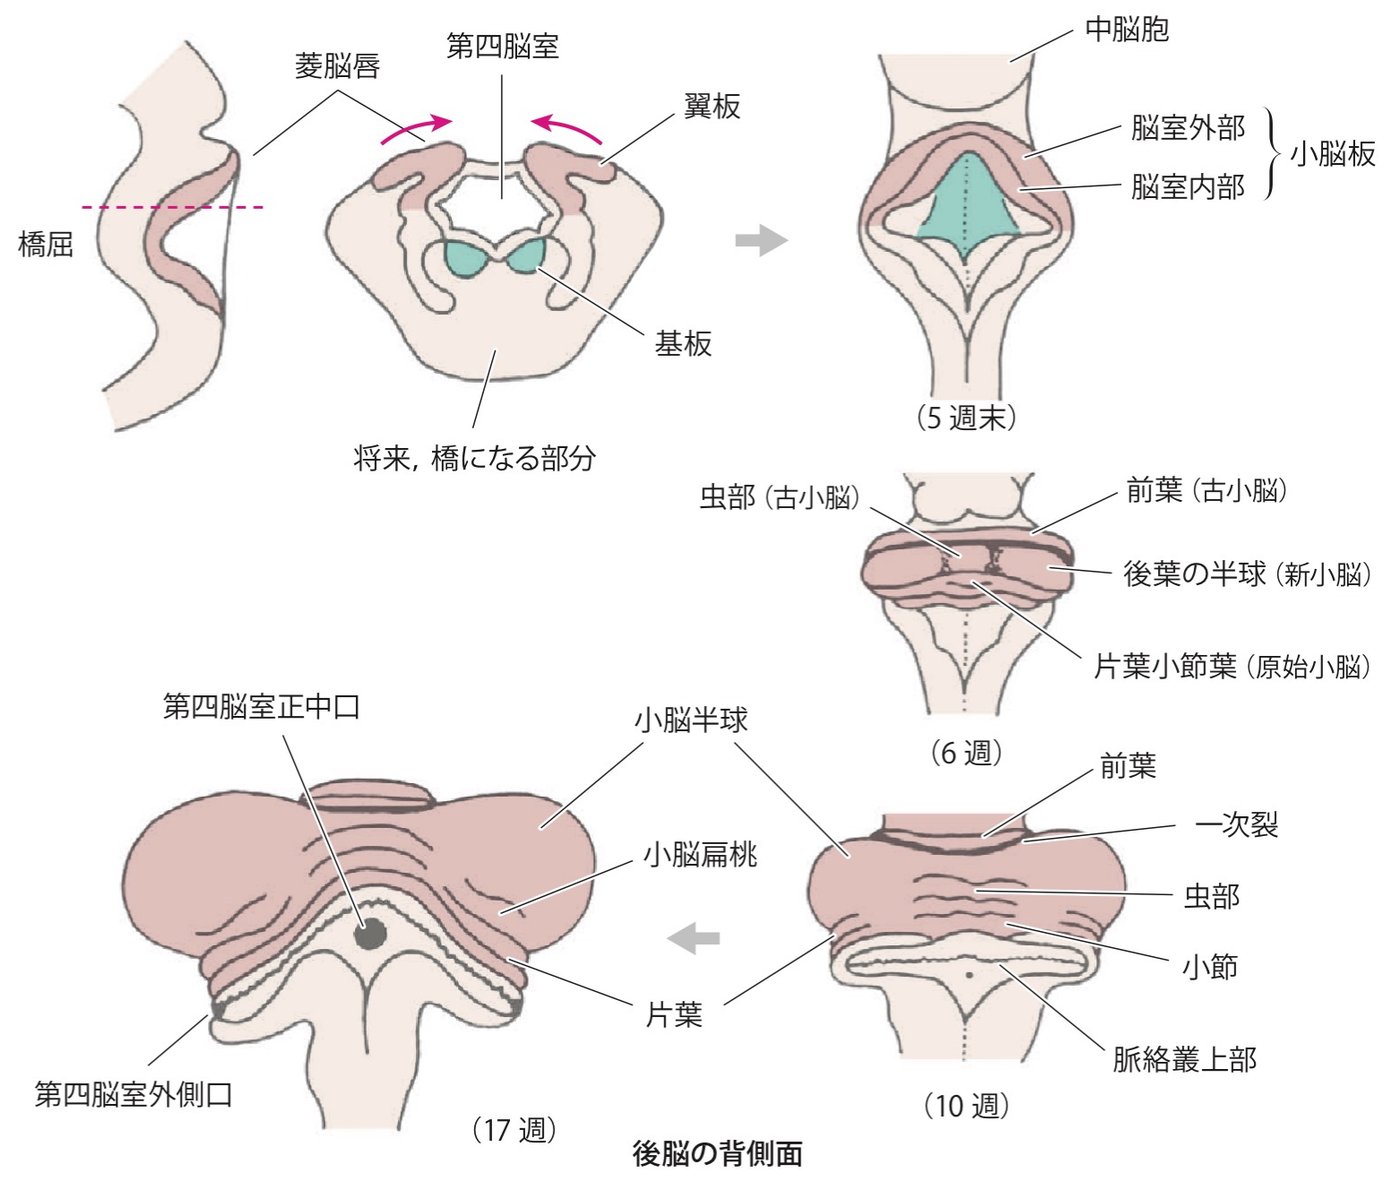 菱脳唇
第四脳室
翼板
橋屈
基板
将来，橋になる部分
中脳胞
脳室外部
脳室内部
小脳板
（5 週末）
虫部（古小脳）
前葉（古小脳）
後葉の半球（新小脳）
片葉小節葉（原始小脳）
（6 週）
第四脳室正中口
小脳半球
小脳扁桃
片葉
第四脳室外側口
（17 週）
前葉
一次裂
虫部
小節
脈絡叢上部
（10 週）
後脳の背側面